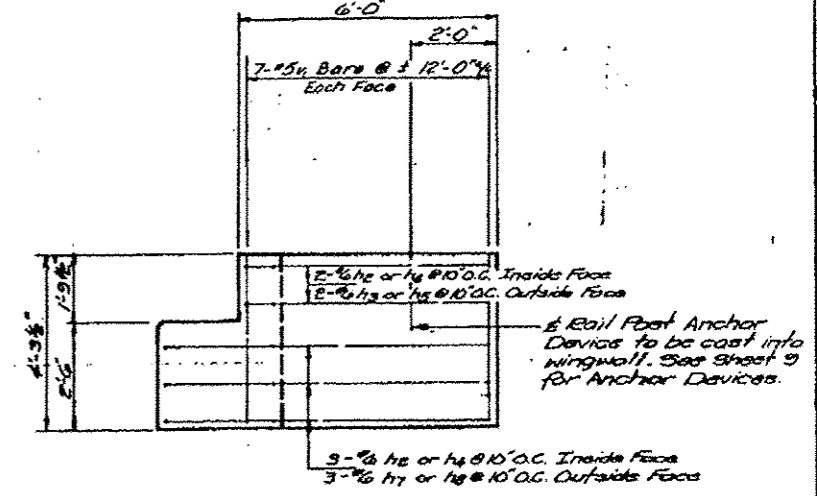 6'-0"
2'-0"
7-#5v, Bars @ ± 12'-0"
Each Face
2-#6 h2 or h4 @ 10" O.C. Inside Face
2-#6 h3 or h5 @ 10" O.C. Outside Face
1'-9½"
4'-3½"
2'-6"
℄ Rail Post Anchor
Device to be cast into
wingwall. See Sheet 9
for Anchor Devices.
3-#6 h2 or h4 @ 10" O.C. Inside Face
3-#6 h7 or h8 @ 10" O.C. Outside Face